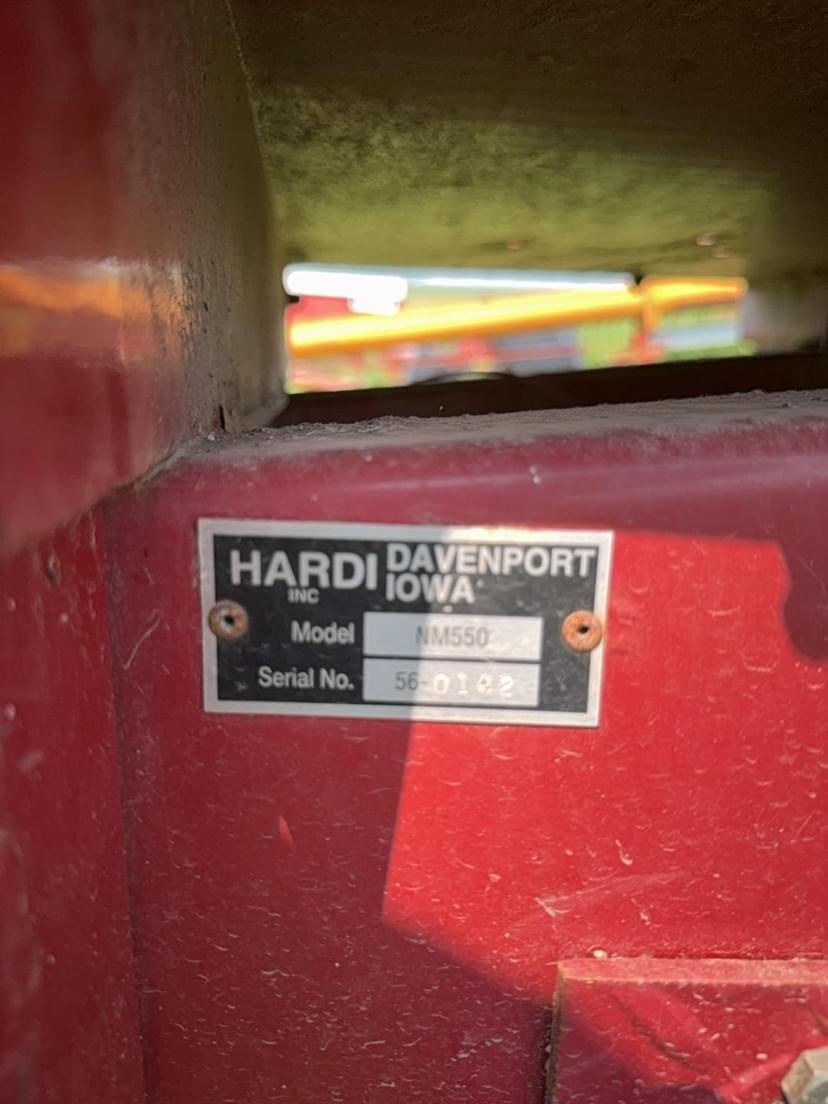 HARDI DAVENPORT
INC IOWA
Model NM550
Serial No. 56-0142